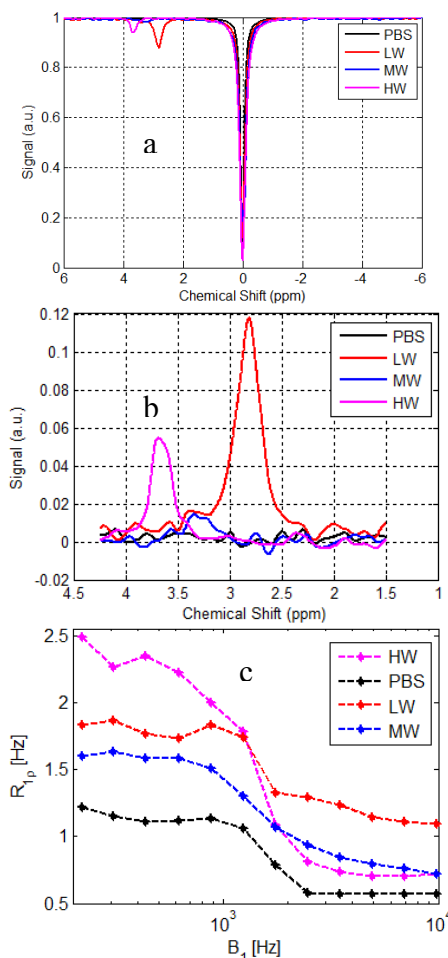 1
0.8
0.6
0.4
0.2
0
Signal (a.u.)
a
PBS
LW
MW
HW
6 4 2 0 -2 -4 -6
Chemical Shift (ppm)
0.12
0.1
0.08
0.06
0.04
0.02
0
-0.02
Signal (a.u.)
b
PBS
LW
MW
HW
4.5 4 3.5 3 2.5 2 1.5 1
Chemical Shift (ppm)
2.5
2
1.5
1
0.5
R1ρ [Hz]
c
HW
PBS
LW
MW
10^3
B1 [Hz]